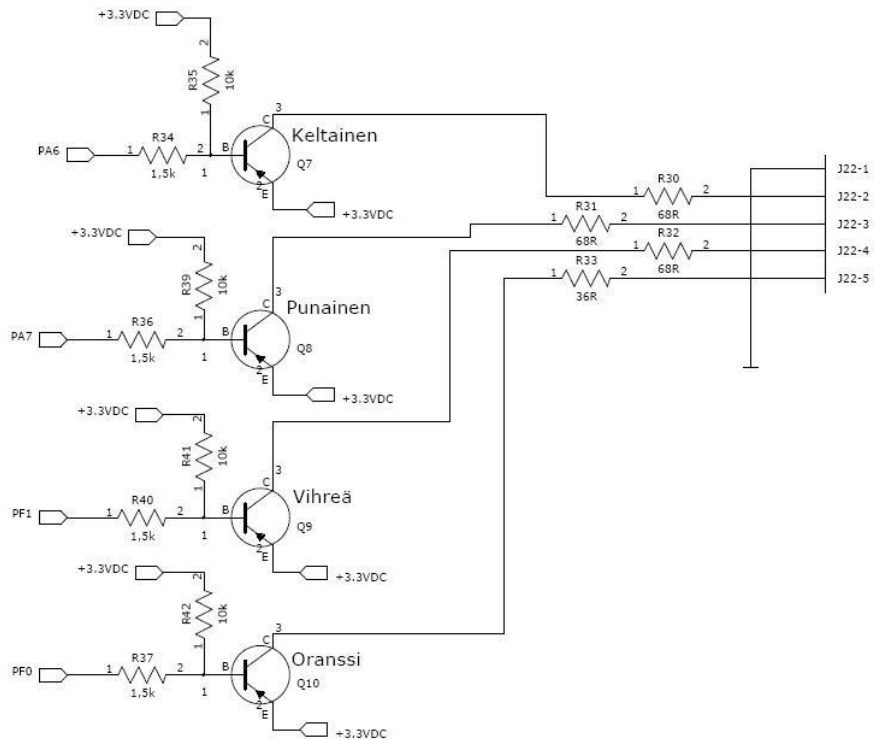 +3.3VDC
2
R35
10k
1
PA6
1
R34
2
1,5k
1
B
C
3
2
E
Keltainen
Q7
+3.3VDC
+3.3VDC
2
R39
10k
1
PA7
1
R36
2
1,5k
1
B
C
3
2
E
Punainen
Q8
+3.3VDC
+3.3VDC
2
R41
10k
1
PF1
1
R40
2
1,5k
1
B
C
3
2
E
Vihreä
Q9
+3.3VDC
+3.3VDC
2
R42
10k
1
PF0
1
R37
2
1,5k
1
B
C
3
2
E
Oranssi
Q10
+3.3VDC
1
R30
2
68R
1
R31
2
68R
1
R32
2
68R
1
R33
2
36R
J22-1
J22-2
J22-3
J22-4
J22-5